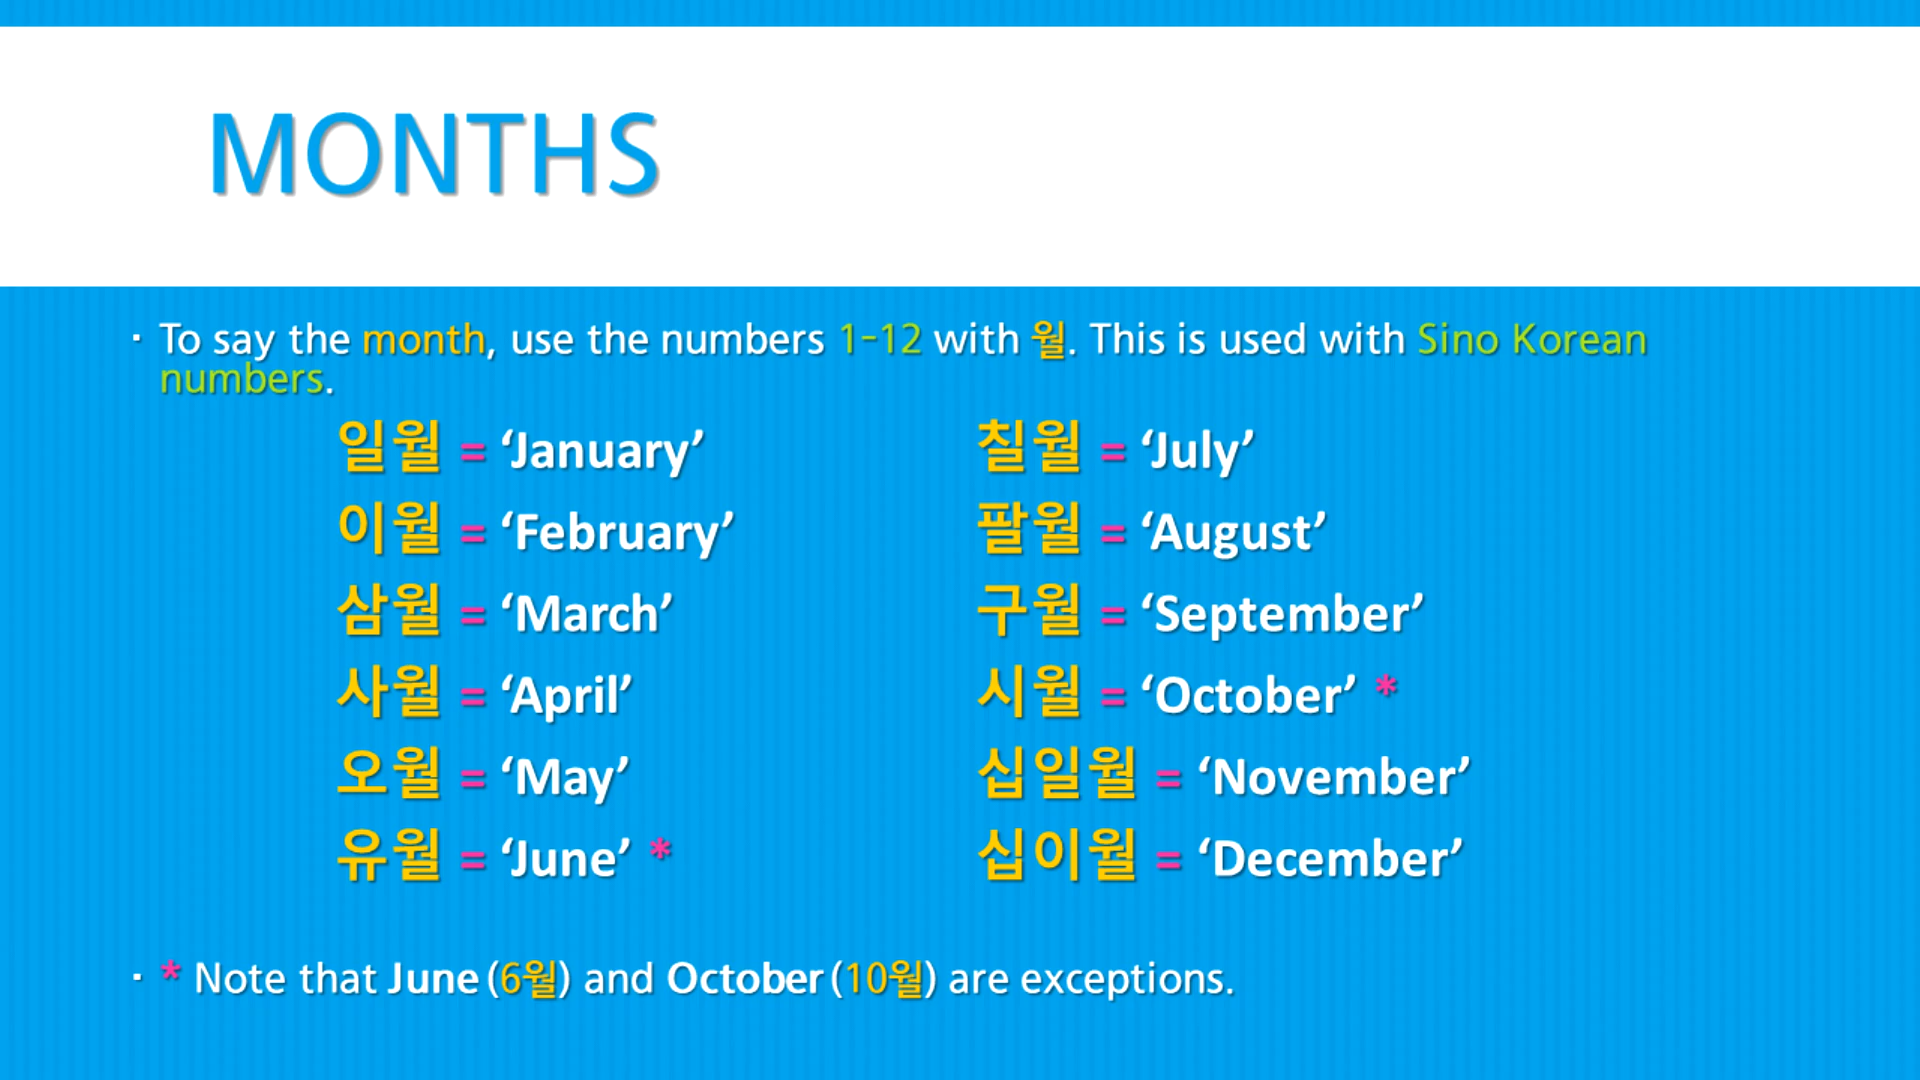 MONTHS
▪ To say the month, use the numbers 1-12 with 월. This is used with Sino Korean
numbers.
일월 = ‘January’
이월 = ‘February’
삼월 = ‘March’
사월 = ‘April’
오월 = ‘May’
유월 = ‘June’ *
칠월 = ‘July’
팔월 = ‘August’
구월 = ‘September’
시월 = ‘October’ *
십일월 = ‘November’
십이월 = ‘December’
▪ * Note that June (6월) and October (10월) are exceptions.